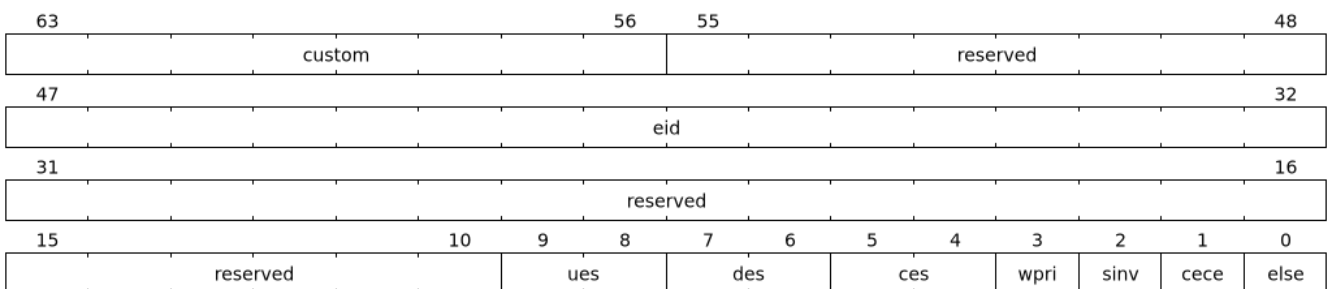 63 56 55 48
custom reserved
47 32
eid
31 16
reserved
15 10 9 8 7 6 5 4 3 2 1 0
reserved ues des ces wpri sinv cece else